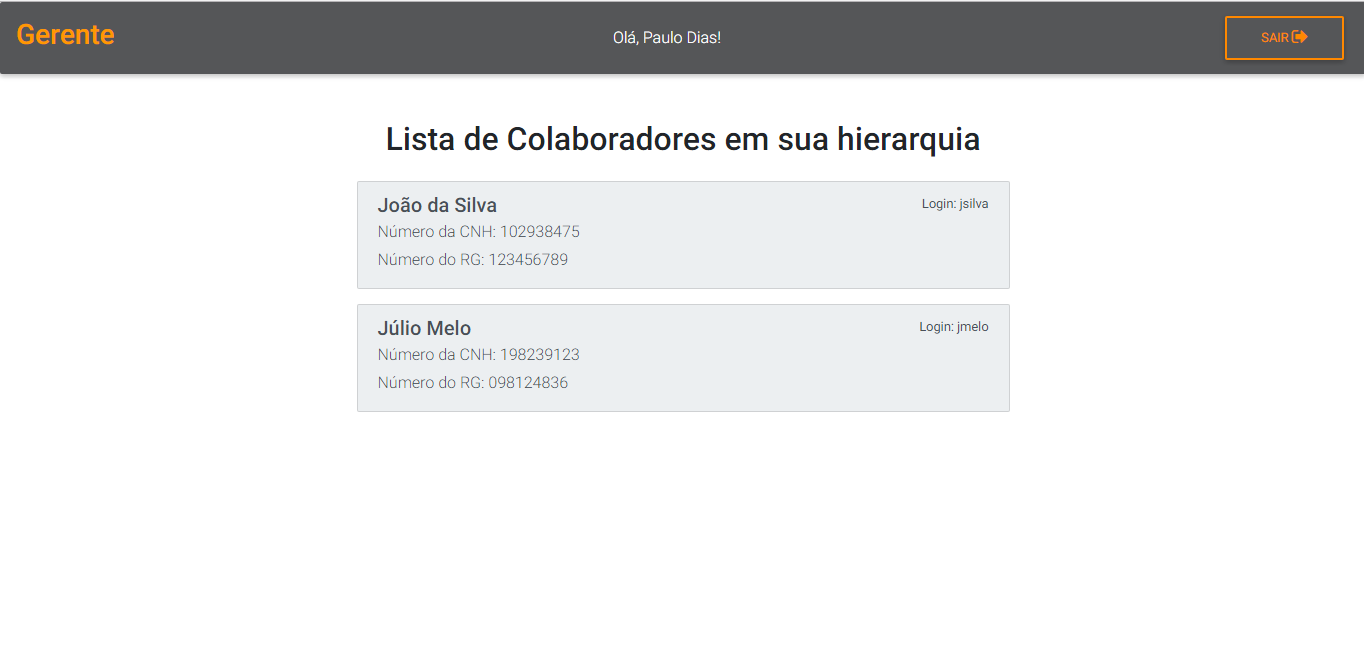 Gerente
Olá, Paulo Dias!
SAIR
Lista de Colaboradores em sua hierarquia
João da Silva
Login: jsilva
Número da CNH: 102938475
Número do RG: 123456789
Júlio Melo
Login: jmelo
Número da CNH: 198239123
Número do RG: 098124836